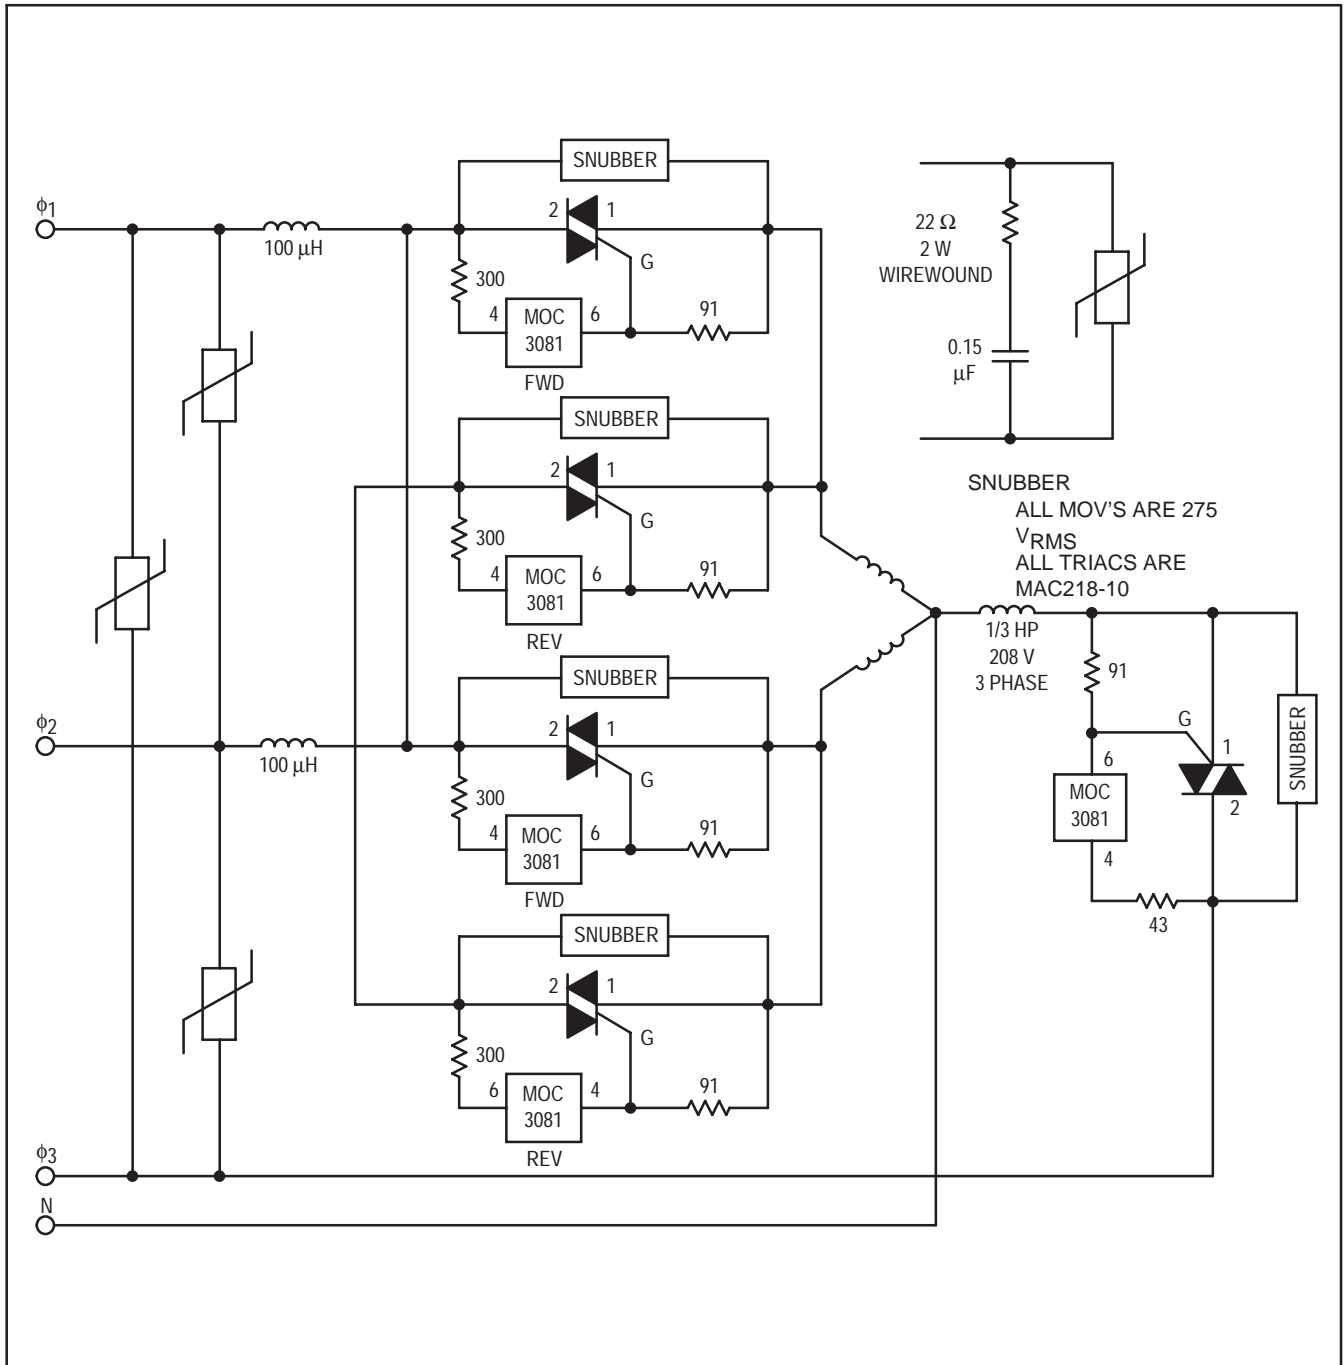 SNUBBER
ϕ1
2 1
22 Ω
2 W
WIREWOUND
100 μH
G
300
91
4 MOC 6
3081
FWD
0.15
μF
SNUBBER
2 1
G
300
91
4 MOC 6
3081
REV
SNUBBER
ALL MOV'S ARE 275
VRMS
ALL TRIACS ARE
MAC218-10
1/3 HP
208 V
3 PHASE
91
SNUBBER
ϕ2
2 1
100 μH
G
300
91
4 MOC 6
3081
FWD
G
1
6
MOC
3081
2
4
43
SNUBBER
SNUBBER
2 1
G
300
91
6 MOC 4
3081
REV
ϕ3
N